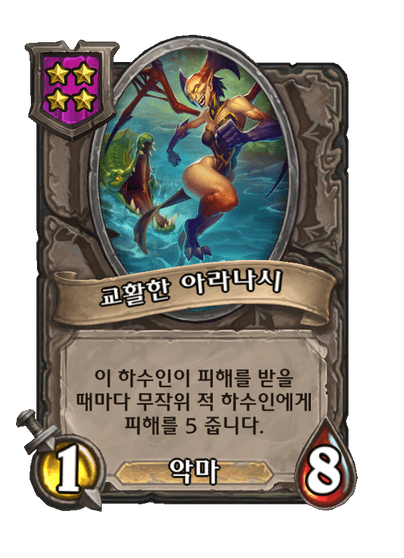 교활한 아라나시
이 하수인이 피해를 받을
때마다 무작위 적 하수인에게
피해를 5 줍니다.
1
악마
8